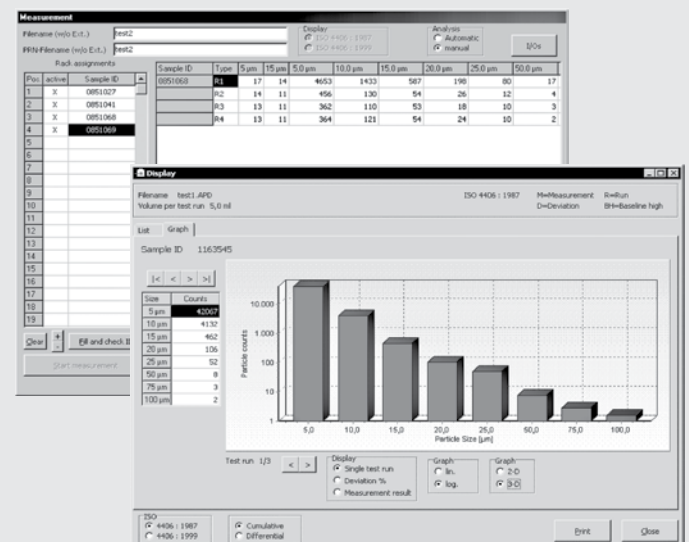 Measurement
Filename (w/o Ext.) test2
PRN-Filename (w/o Ext.) test2
Display
ISO 4406 : 1987
ISO 4406 : 1999
Analysis
Automatic
manual
I/Os
Rack assignments
Pos. active Sample ID
1 X 0851027
2 X 0851041
3 X 0851068
4 X 0851069
5
6
7
8
9
10
11
12
13
14
15
16
17
18
19
Sample ID Type 5 µm 15 µm 5,0 µm 10,0 µm 15,0 µm 20,0 µm 25,0 µm 50,0 µm
0851068 R1 17 14 4653 1433 587 198 80 17
R2 14 11 456 130 54 26 12 4
R3 13 11 362 110 53 18 10 3
R4 13 11 364 121 54 24 10 2
Clear + - Fill and check
Start measurement
Display
Filename test1.APD
Volume per test run 5,0 ml
ISO 4406 : 1987
M=Measurement R=Run
D=Deviation BH=Baseline high
List Graph
Sample ID 1163545
|< < > >|
Size Counts
5 µm 42067
10 µm 4132
15 µm 462
20 µm 106
25 µm 52
50 µm 8
75 µm 3
100 µm 2
Particle counts
10.000
1.000
100
10
1
5,0 10,0 15,0 20,0 25,0 50,0 75,0 100,0
Particle Size [µm]
Test run 1/3 < >
Display
Single test run
Deviation %
Measurement result
Graph
lin.
log.
Graph
2-D
3-D
ISO
4406 : 1987
4406 : 1999
Cumulative
Differential
Print
Close